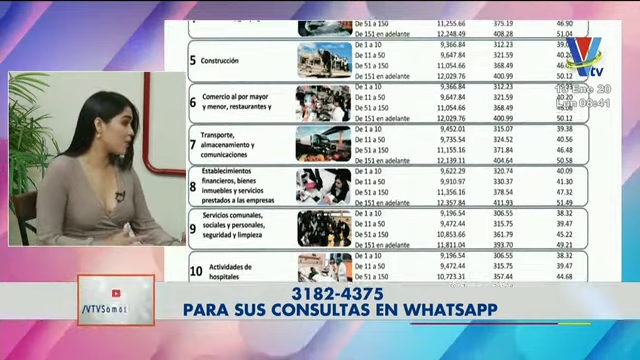 De 51 a 150 11,255.66 375.19 46.90
De 151 en adelante 12,248.49 408.28 51.04
5 Construcción
De 1 a 10 9,366.84 312.23
De 11 a 50 9,647.84 321.59 40.20
De 51 a 150 11,054.66 368.49
De 151 en adelante 12,029.76 400.99 50.12
6 Comercio al por mayor
y menor, restaurantes y
De 1 a 10 9,366.84 312.23
De 11 a 50 9,647.84 321.59 40.20
De 51 a 150 11,054.66 368.49
De 151 en adelante 12,029.76 400.99 50.12
7 Transporte,
almacenamiento y
comunicaciones
De 1 a 10 9,452.01 315.07 39.38
De 11 a 50 9,735.54 324.52 40.56
De 51 a 150 11,155.16 371.84 46.48
De 151 en adelante 12,139.11 404.64 50.58
8 Establecimientos
financieros, bienes
inmuebles y servicios
prestados a las empresas
De 1 a 10 9,622.29 320.74 40.09
De 11 a 50 9,910.97 330.37 41.30
De 51 a 150 11,356.16 378.54 47.32
De 151 en adelante 12,357.84 411.93 51.49
9 Servicios comunales,
sociales y personales,
seguridad y limpieza
De 1 a 10 9,196.54 306.55 38.32
De 11 a 50 9,472.44 315.75 39.47
De 51 a 150 10,853.66 361.79 45.22
De 151 en adelante 11,811.04 393.70 49.21
10 Actividades de
hospitales
De 1 a 10 9,196.54 306.55 38.32
De 11 a 50 9,472.44 315.75 39.47
De 51 a 150 10,723.31 357.44 44.68
V tv
13 Ene 20
Lun 08:41
/VTVSomos
3182-4375
PARA SUS CONSULTAS EN WHATSAPP